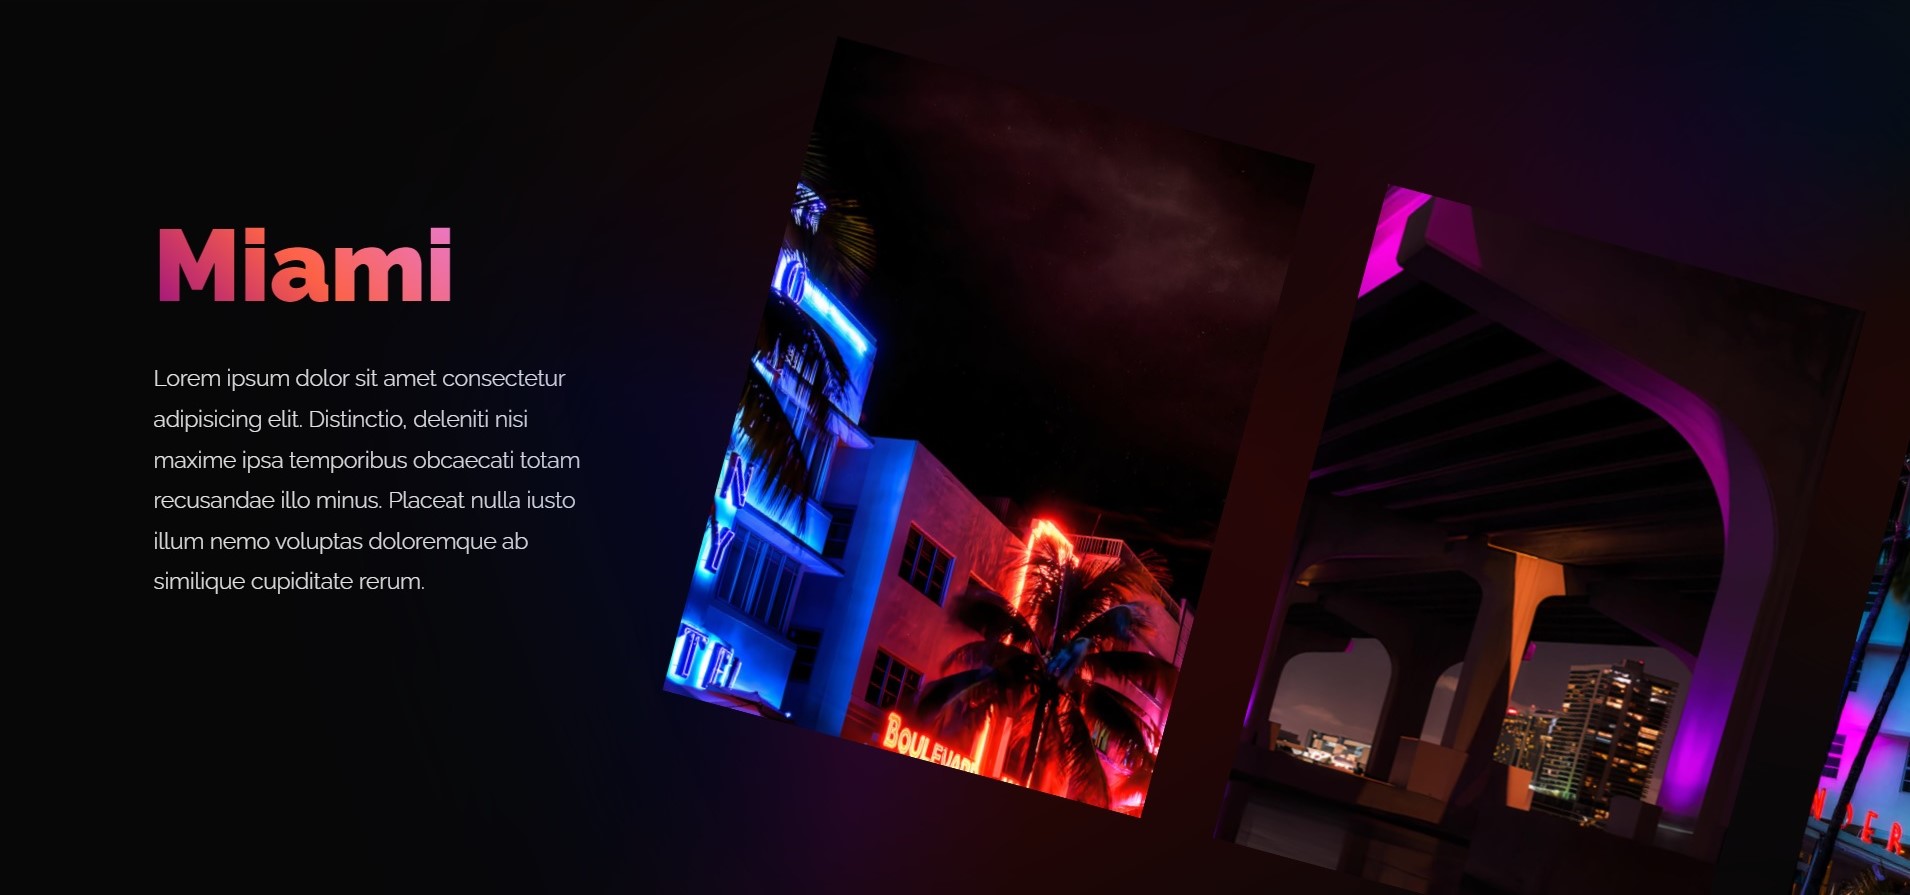 Miami
Lorem ipsum dolor sit amet consectetur
adipisicing elit. Distinctio, deleniti nisi
maxime ipsa temporibus obcaecati totam
recusandae illo minus. Placeat nulla iusto
illum nemo voluptas doloremque ab
similique cupiditate rerum.
O
N
Y
BOULEVARD